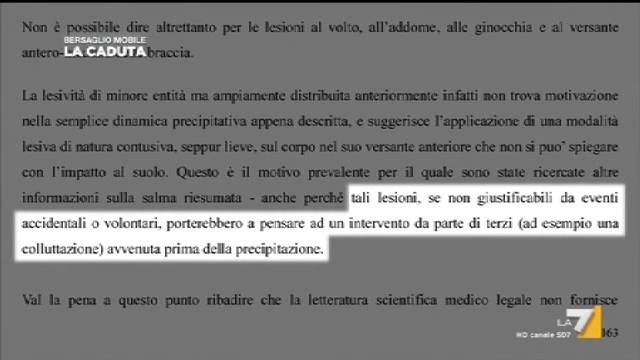 Non è possibile dire altrettanto per le lesioni al volto, all'addome, alle ginocchia e al versante
BERSAGLIO MOBILE
LA CADUTA
antero- braccia.
La lesività di minore entità ma ampiamente distribuita anteriormente infatti non trova motivazione
nella semplice dinamica precipitativa appena descritta, e suggerisce l'applicazione di una modalità
lesiva di natura contusiva, seppur lieve, sul corpo nel suo versante anteriore che non si puo' spiegare
con l'impatto al suolo. Questo è il motivo prevalente per il quale sono state ricercate altre
informazioni sulla salma riesumata - anche perché tali lesioni, se non giustificabili da eventi
accidentali o volontari, porterebbero a pensare ad un intervento da parte di terzi (ad esempio una
colluttazione) avvenuta prima della precipitazione.
Val la pena a questo punto ribadire che la letteratura scientifica medico legale non fornisce
LA7
HD canale 507
163